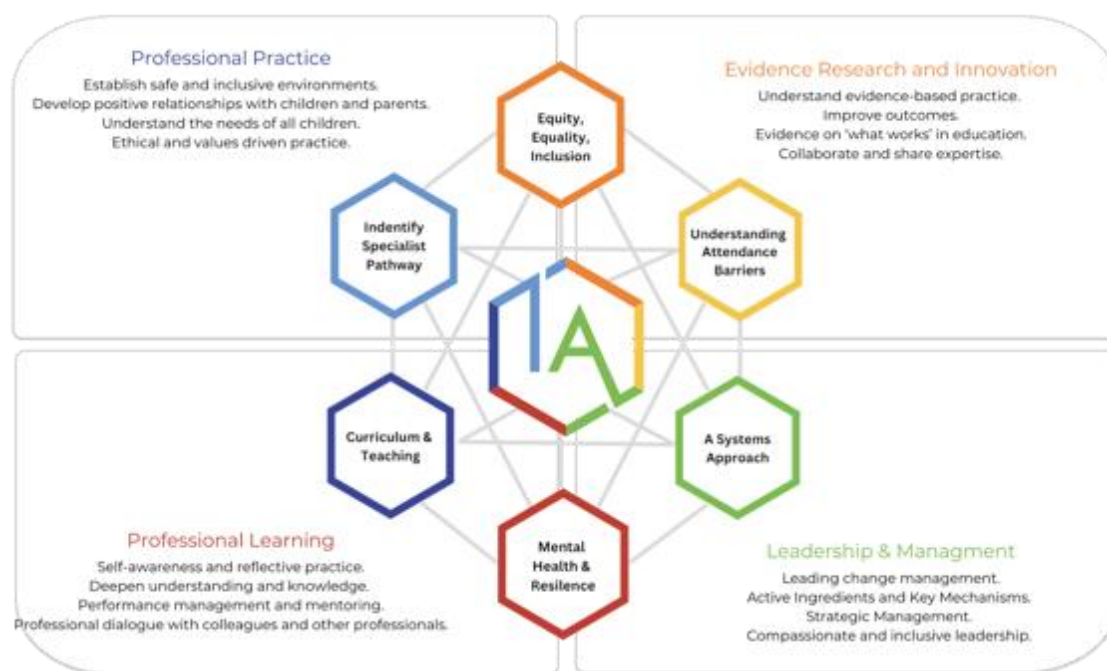 Professional Practice
Establish safe and inclusive environments.
Develop positive relationships with children and parents.
Understand the needs of all children.
Ethical and values driven practice.
Evidence Research and Innovation
Understand evidence-based practice.
Improve outcomes.
Evidence on 'what works' in education.
Collaborate and share expertise.
Equity,
Equality,
Inclusion
Indentify
Specialist
Pathway
Understanding
Attendance
Barriers
1A
Curriculum &
Teaching
A Systems
Approach
Mental
Health &
Resilence
Professional Learning
Self-awareness and reflective practice.
Deepen understanding and knowledge.
Performance management and mentoring.
Professional dialogue with colleagues and other professionals.
Leadership & Managment
Leading change management.
Active Ingredients and Key Mechanisms.
Strategic Management.
Compassionate and inclusive leadership.